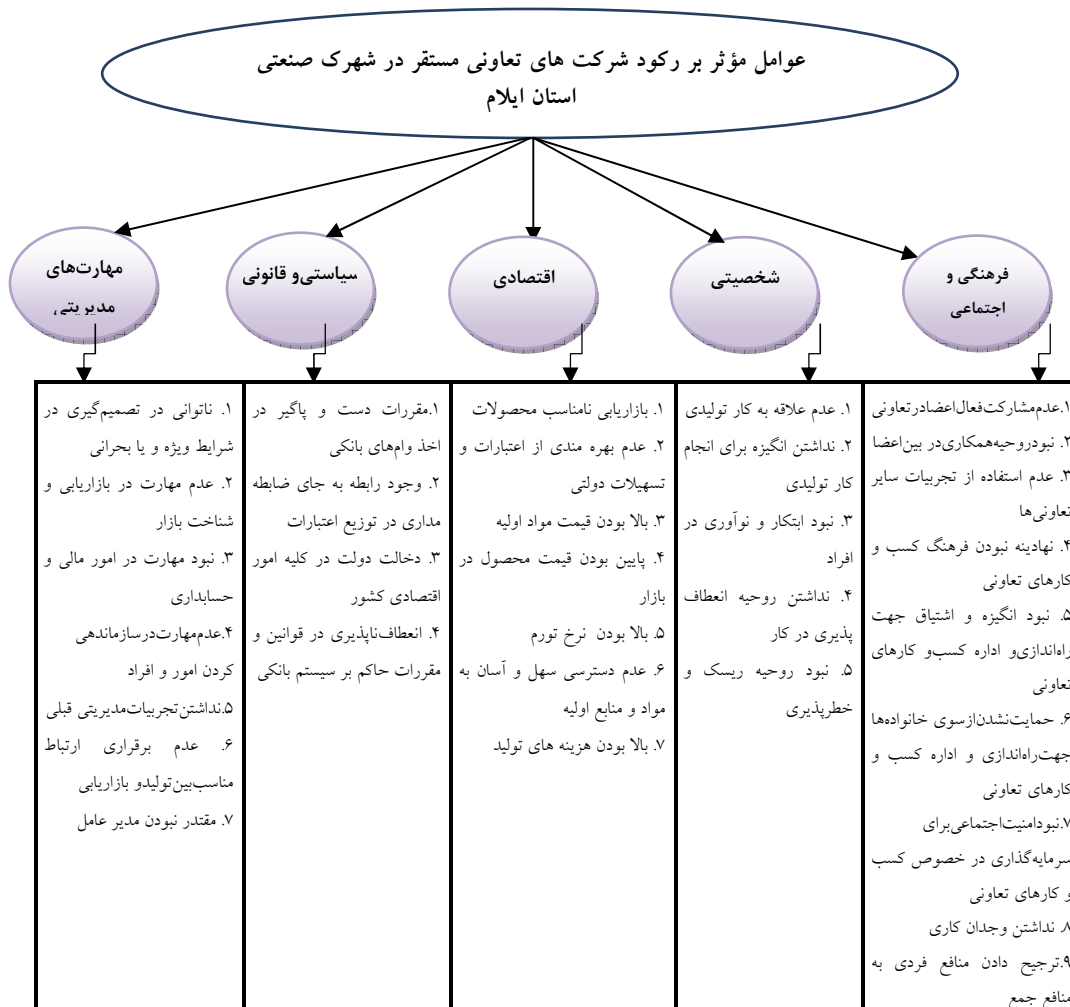 عوامل مؤثر بر رکود شرکت های تعاونی مستقر در شهرک صنعتی
استان ایلام
فرهنگی و
اجتماعی
شخصیتی
اقتصادی
سیاستی‌و قانونی
مهارت‌های
مدیریتی
۱.عدم‌مشارکت‌فعال‌اعضادرتعاونی
۲. نبودروحیه‌همکاری‌در بین‌اعضا
۳. عدم استفاده از تجربیات سایر
تعاونی‌ها
۴. نهادینه نبودن فرهنگ کسب و
کارهای تعاونی
۵. نبود انگیزه و اشتیاق جهت
راه‌اندازی‌و اداره کسب‌و کارهای
تعاونی
۶. حمایت‌نشدن‌ازسوی خانواده‌ها
جهت‌راه‌اندازی و اداره کسب و
کارهای تعاونی
۷.نبودامنیت‌اجتماعی‌برای
سرمایه‌گذاری در خصوص کسب
و کارهای تعاونی
۸. نداشتن وجدان کاری
۹.ترجیح دادن منافع فردی به
منافع جمع
۱. عدم علاقه به کار تولیدی
۲. نداشتن انگیزه برای انجام
کار تولیدی
۳. نبود ابتکار و نوآوری در
افراد
۴. نداشتن روحیه انعطاف
پذیری در کار
۵. نبود روحیه ریسک و
خطرپذیری
۱. بازاریابی نامناسب محصولات
۲. عدم بهره مندی از اعتبارات و
تسهیلات دولتی
۳. بالا بودن قیمت مواد اولیه
۴. پایین بودن قیمت محصول در
بازار
۵. بالا بودن نرخ تورم
۶. عدم دسترسی سهل و آسان به
مواد و منابع اولیه
۷. بالا بودن هزینه های تولید
۱.مقررات دست و پاگیر در
اخذ وام‌های بانکی
۲. وجود رابطه به جای ضابطه
مداری در توزیع اعتبارات
۳. دخالت دولت در کلیه امور
اقتصادی کشور
۴. انعطاف‌ناپذیری در قوانین و
مقررات حاکم بر سیستم بانکی
۱. ناتوانی در تصمیم‌گیری در
شرایط ویژه و یا بحرانی
۲. عدم مهارت در بازاریابی و
شناخت بازار
۳. نبود مهارت در امور مالی و
حسابداری
۴.عدم‌مهارت‌درسازماندهی
کردن امور و افراد
۵.نداشتن‌تجربیات‌مدیریتی قبلی
۶. عدم برقراری ارتباط
مناسب‌بین‌تولیدو بازاریابی
۷. مقتدر نبودن مدیر عامل